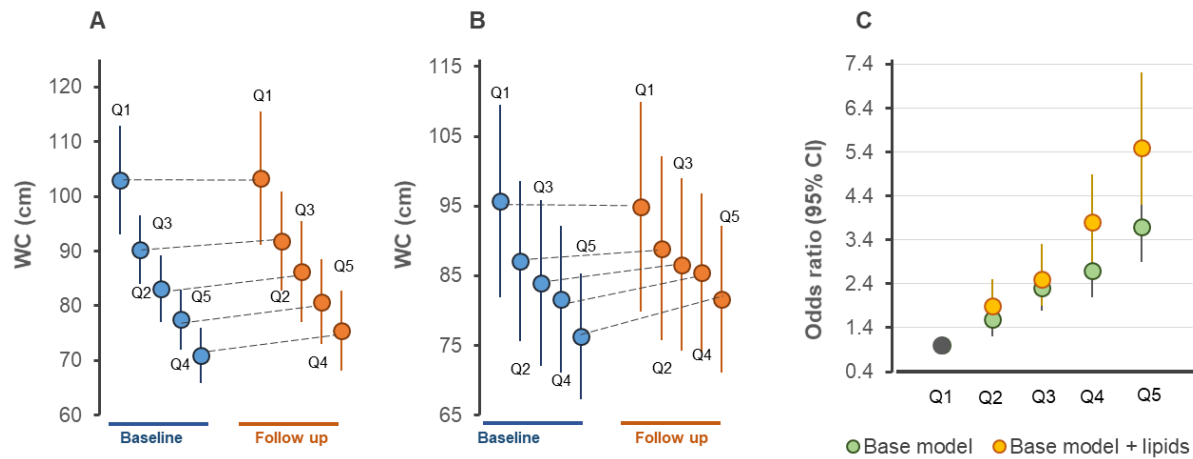 A
WC (cm)
120
110
100
90
80
70
60
Q1
Q3
Q2
Q5
Q4
Q1
Q3
Q2
Q5
Q4
Baseline
Follow up
B
WC (cm)
115
105
95
85
75
65
Q1
Q3
Q5
Q2
Q4
Q1
Q3
Q5
Q4
Q2
Baseline
Follow up
C
Odds ratio (95% CI)
7.4
6.4
5.4
4.4
3.4
2.4
1.4
0.4
Q1 Q2 Q3 Q4 Q5
Base model Base model + lipids